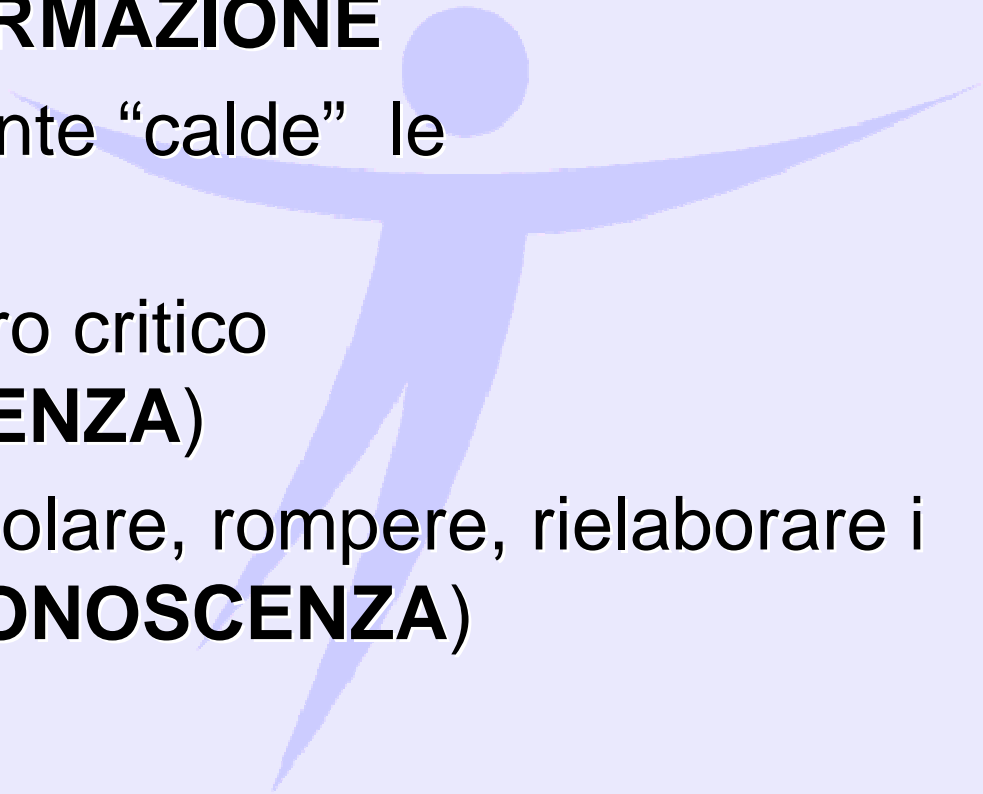 RMAZIONE
nte “calde” le
ro critico
ENZA)
olare, rompere, rielaborare i
ONOSCENZA)